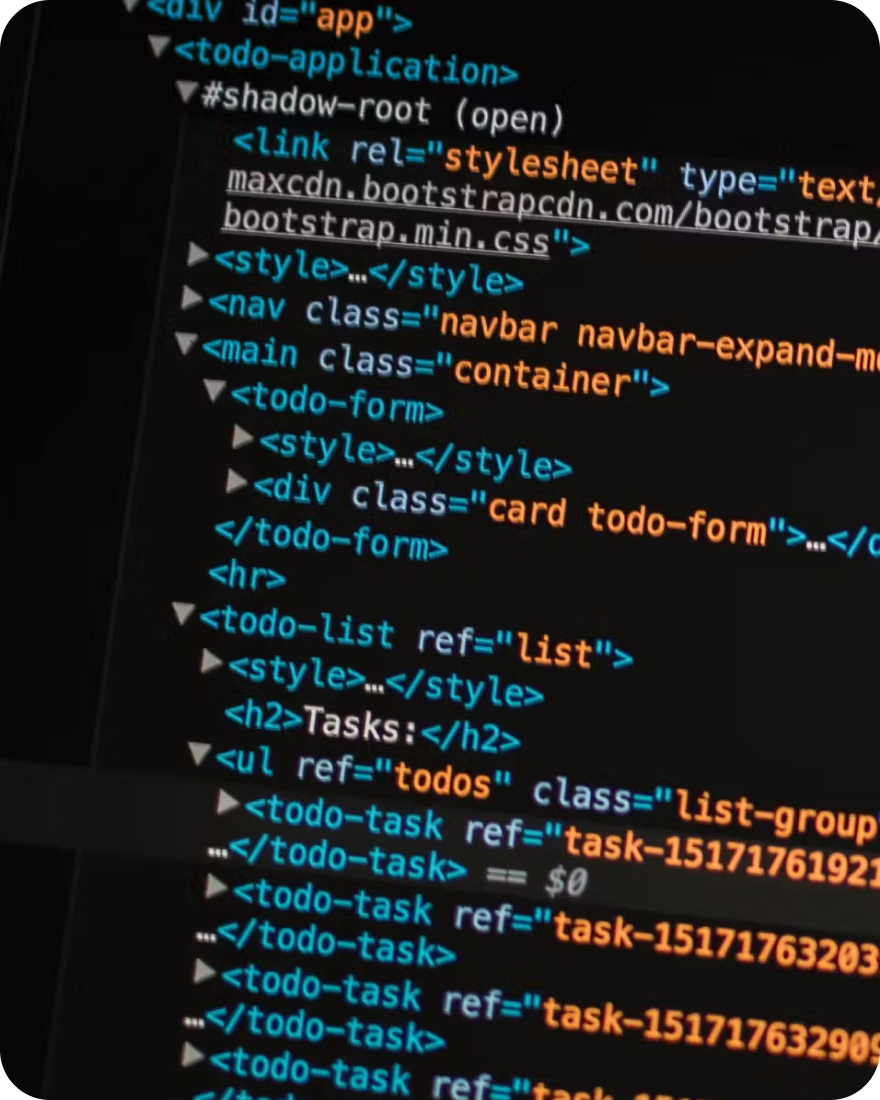 <div id="app">
<todo-application>
#shadow-root (open)
<link rel="stylesheet" type="text/
maxcdn.bootstrapcdn.com/bootstrap/
bootstrap.min.css">
<style>…</style>
<nav class="navbar navbar-expand-m
<main class="container">
<todo-form>
<style>…</style>
<div class="card todo-form">…</
</todo-form>
<hr>
<todo-list ref="list">
<style>…</style>
<h2>Tasks:</h2>
<ul ref="todos" class="list-group
<todo-task ref="task-1517176192
…</todo-task> == $0
<todo-task ref="task-15171763203
…</todo-task>
<todo-task ref="task-151717632909
…</todo-task>
<todo-task ref="task-